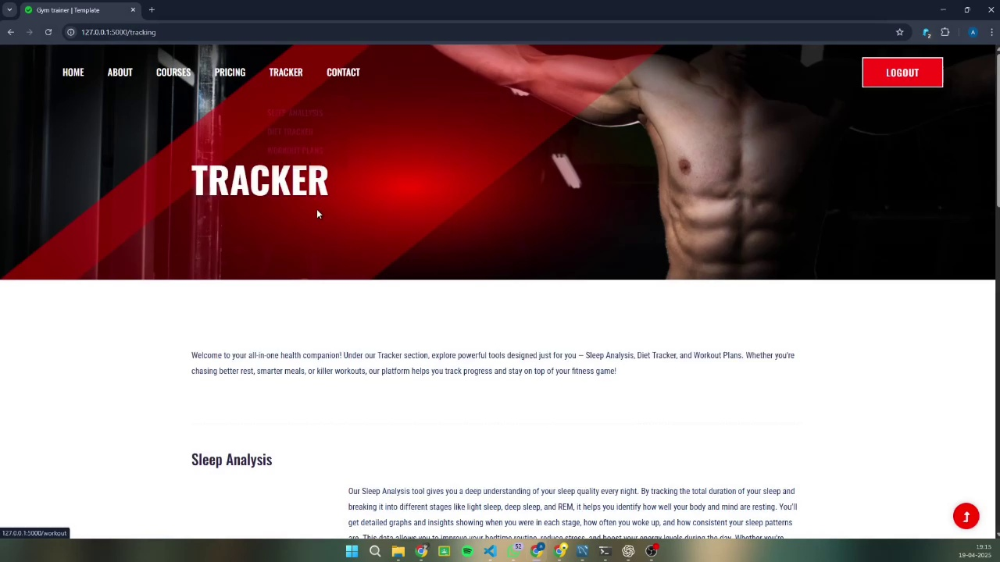 Gym trainer | Template
127.0.0.1:5000/tracking
HOME
ABOUT
COURSES
PRICING
TRACKER
CONTACT
LOGOUT
SLEEP ANALYSIS
DIET TRACKER
WORKOUT PLANS
TRACKER
Welcome to your all-in-one health companion! Under our Tracker section, explore powerful tools designed just for you – Sleep Analysis, Diet Tracker, and Workout Plans. Whether you're
chasing better rest, smarter meals, or killer workouts, our platform helps you track progress and stay on top of your fitness game!
Sleep Analysis
Our Sleep Analysis tool gives you a deep understanding of your sleep quality every night. By tracking the total duration of your sleep and
breaking it into different stages like light sleep, deep sleep, and REM, it helps you identify how well your body and mind are resting. You'll
get detailed graphs and insights showing when you were in each stage, how often you woke up, and how consistent your sleep patterns
are. This data allows you to improve your bedtime routine, reduce stress, and boost your energy levels during the day. Whether you're
127.0.0.1:5000/workout
52
19:15
19-04-2025